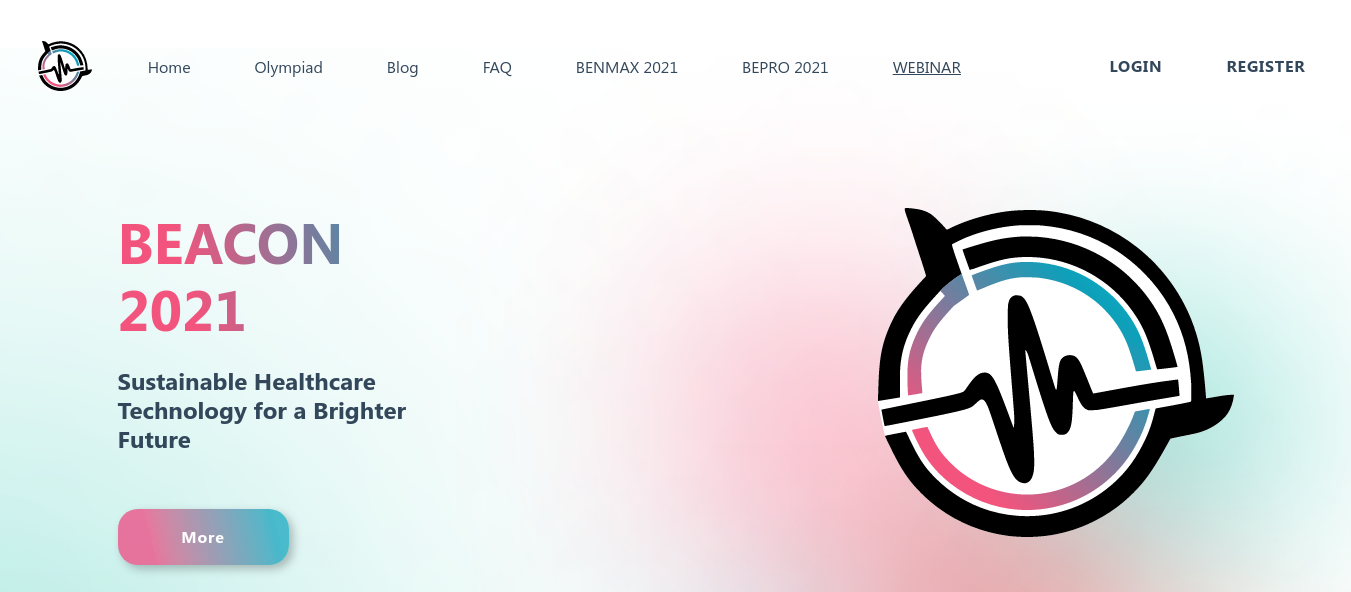 Home Olympiad Blog FAQ BENMAX 2021 BEPRO 2021 WEBINAR LOGIN REGISTER
BEACON
2021
Sustainable Healthcare
Technology for a Brighter
Future
More